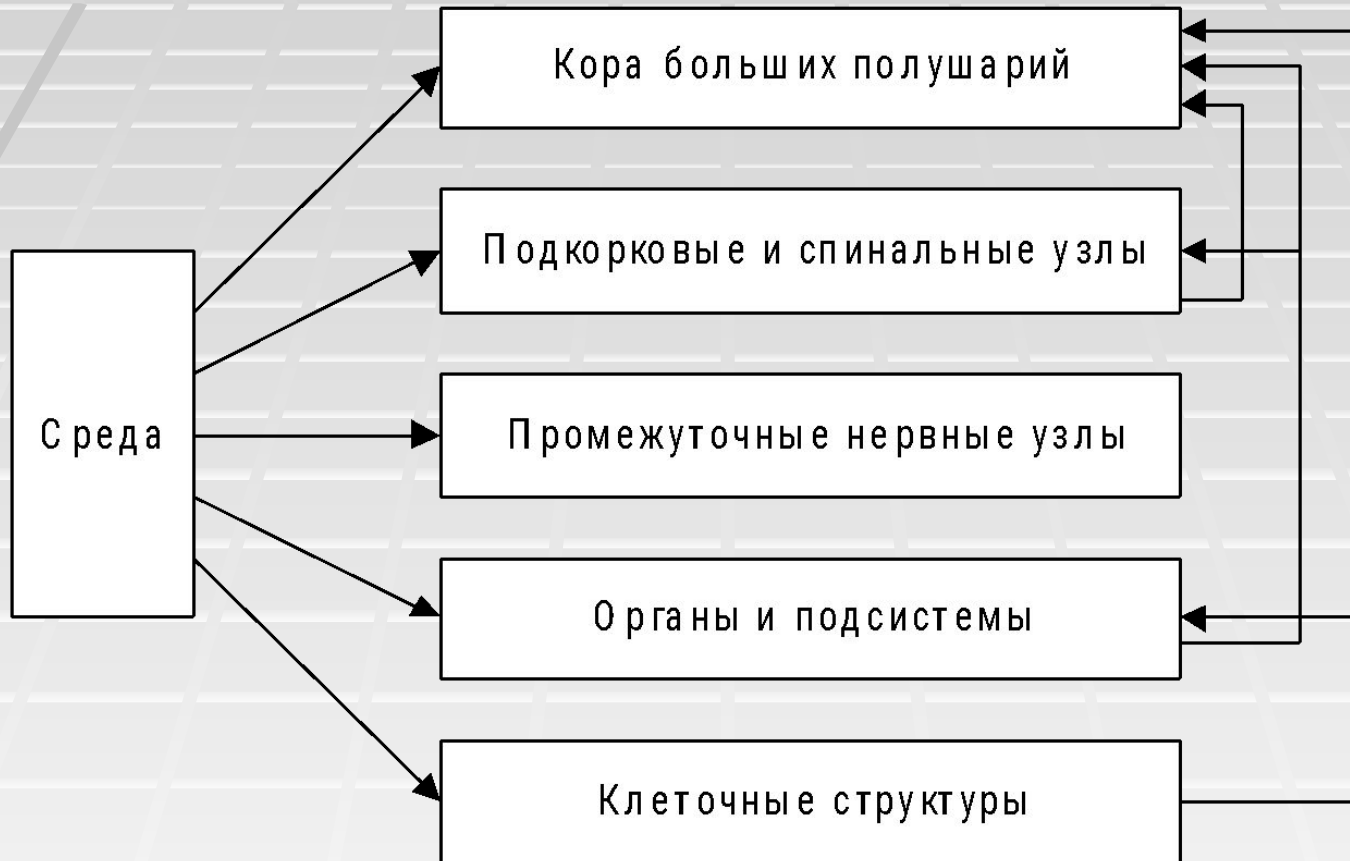 Кора больших полушарий
Подкорковые и спинальные узлы
Среда
Промежуточные нервные узлы
Органы и подсистемы
Клеточные структуры